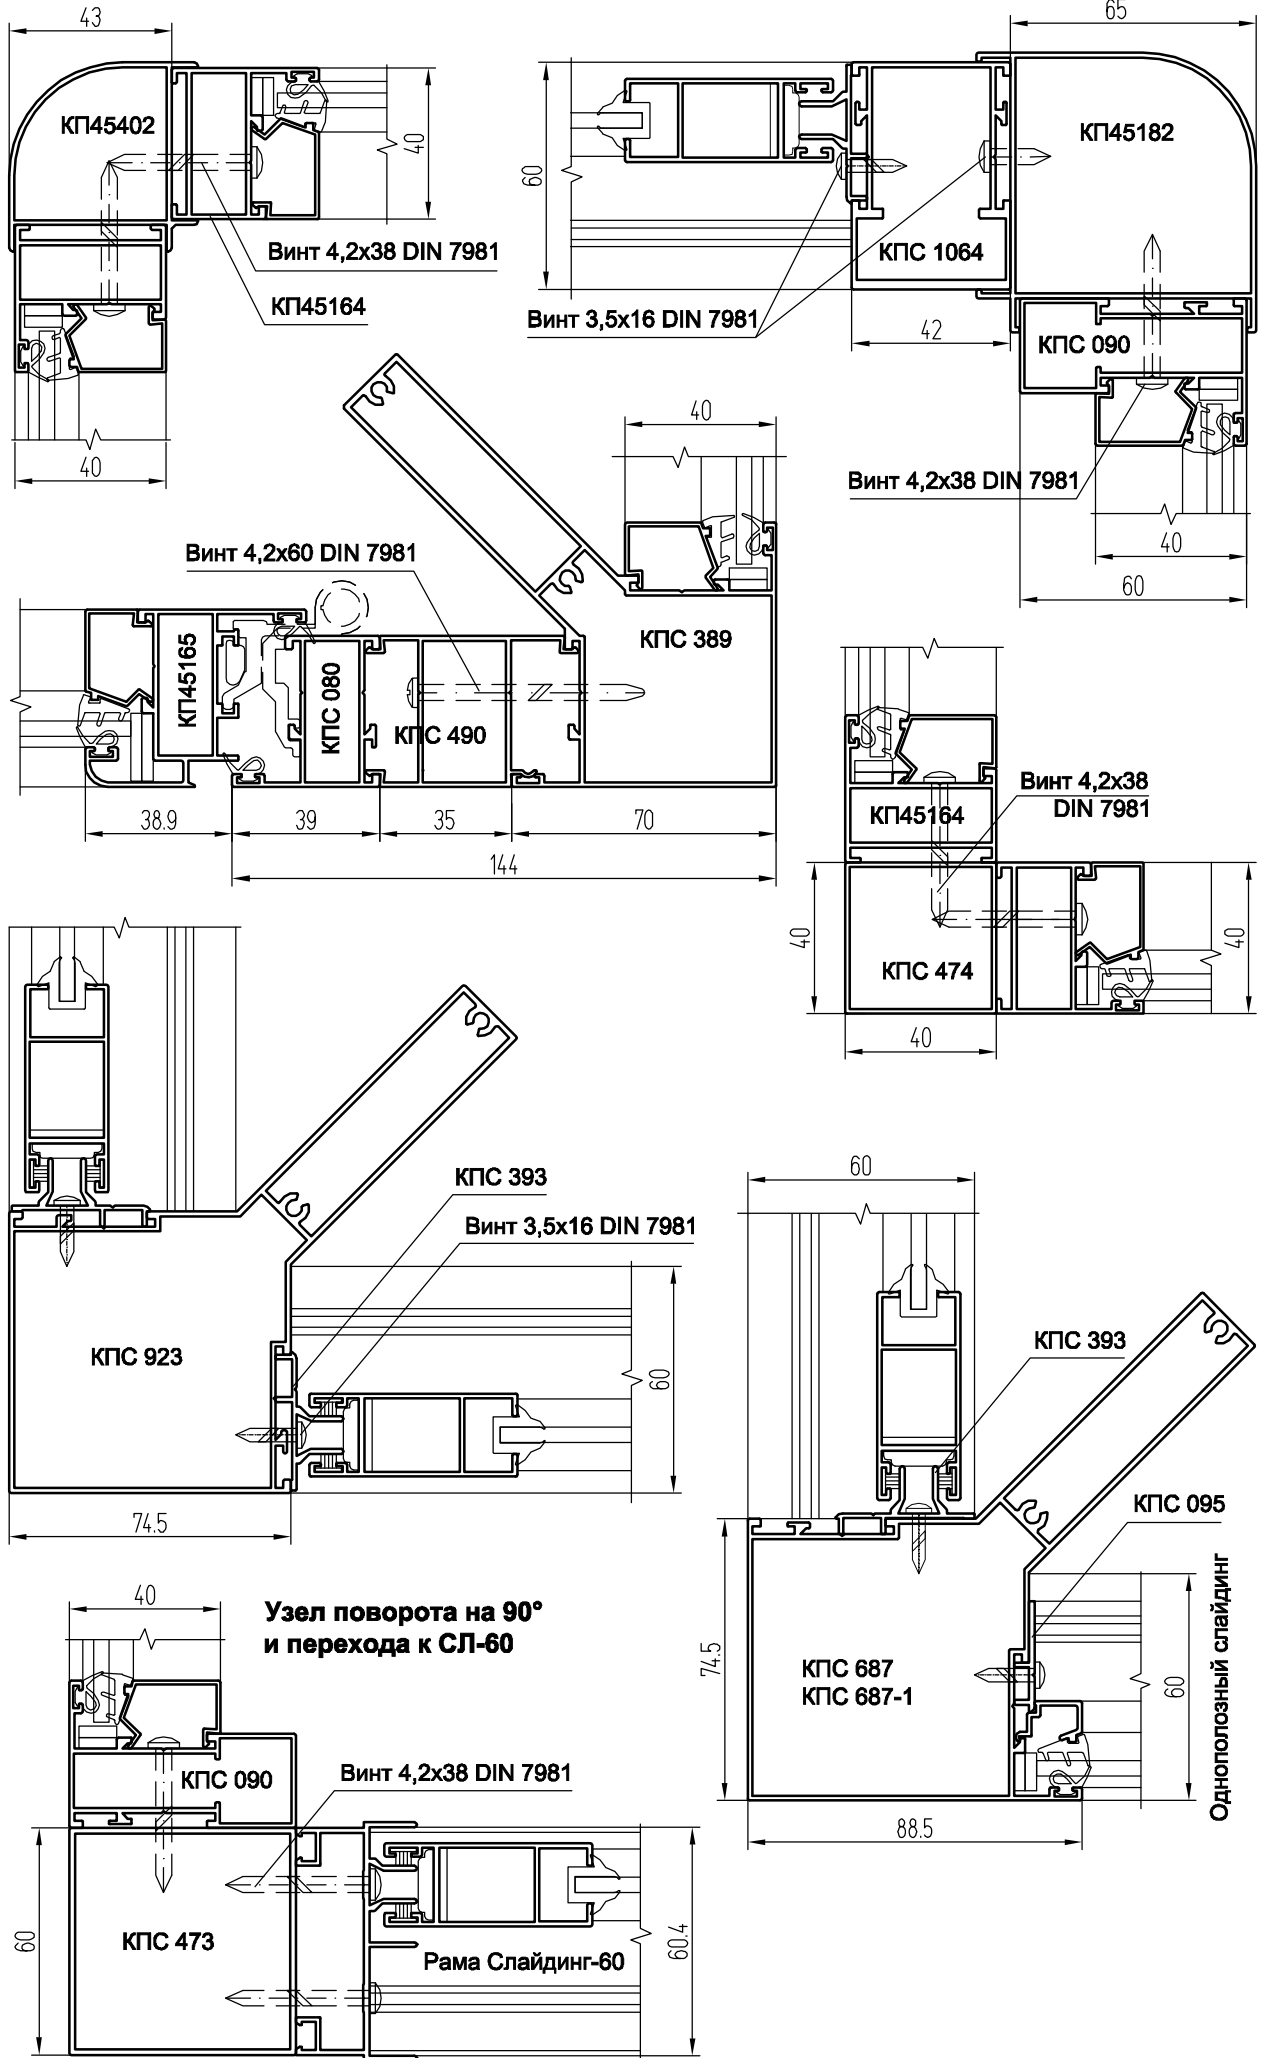 43
КП45402
40
Винт 4,2х38 DIN 7981
КП45164
40
65
60
КП45182
КПС 1064
Винт 3,5х16 DIN 7981
42
КПС 090
Винт 4,2х38 DIN 7981
40
60
40
Винт 4,2х60 DIN 7981
КПС 389
КП45165
КПС 080
КПС 490
38.9
39
35
70
144
КП45164
Винт 4,2х38
DIN 7981
40
КПС 474
40
40
КПС 393
Винт 3,5х16 DIN 7981
КПС 923
60
74.5
60
КПС 393
КПС 095
Однополозный слайдинг
74.5
КПС 687
КПС 687-1
60
88.5
40
Узел поворота на 90°
и перехода к СЛ-60
КПС 090
Винт 4,2х38 DIN 7981
60
КПС 473
Рама Слайдинг-60
60.4